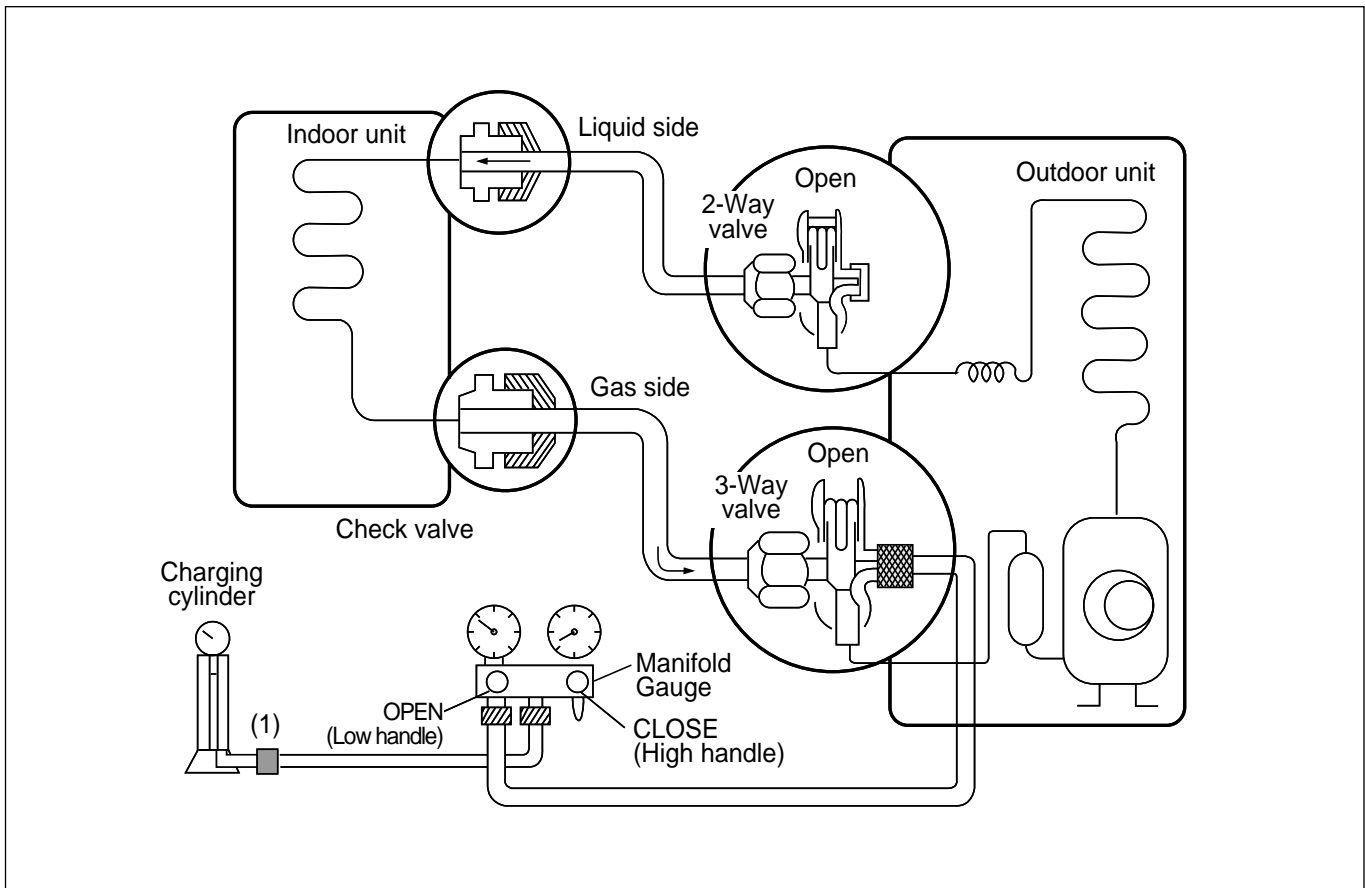 Indoor unit
Liquid side
Open
2-Way
valve
Outdoor unit
Gas side
Open
3-Way
valve
Check valve
Charging
cylinder
(1)
OPEN
(Low handle)
Manifold
Gauge
CLOSE
(High handle)